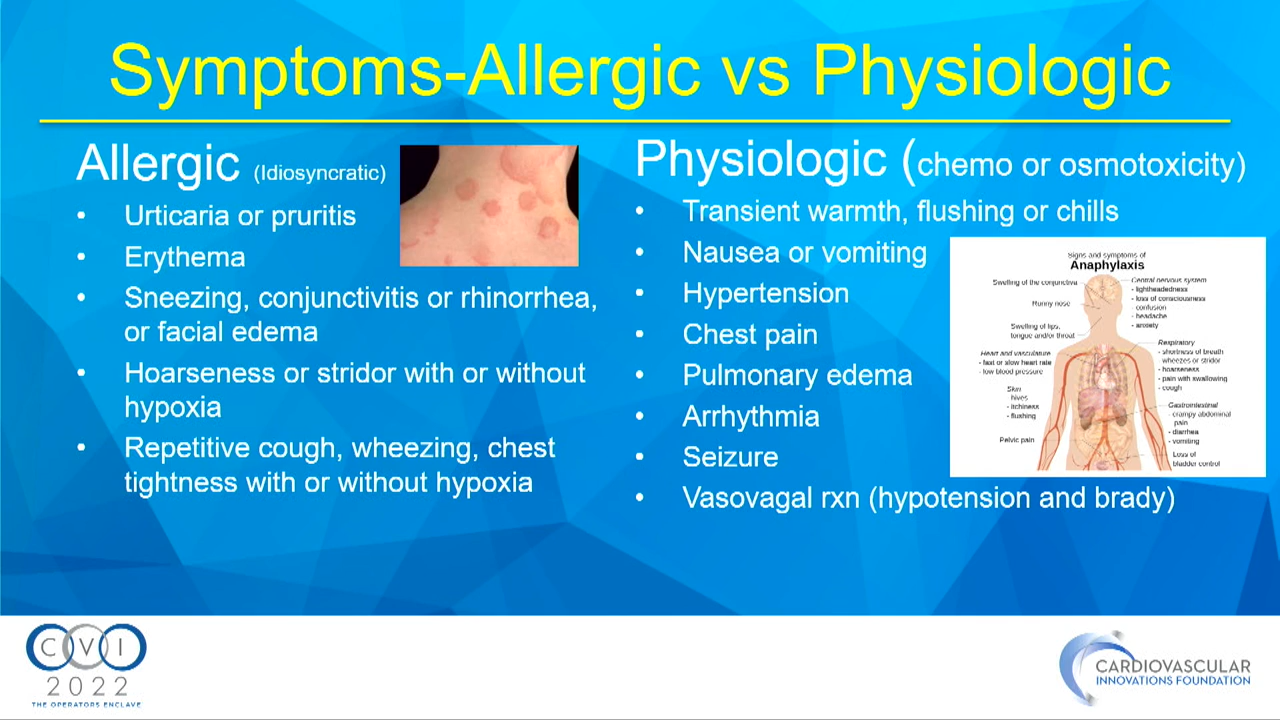 Symptoms-Allergic vs Physiologic
Allergic (Idiosyncratic)
• Urticaria or pruritis
• Erythema
• Sneezing, conjunctivitis or rhinorrhea,
or facial edema
• Hoarseness or stridor with or without
hypoxia
• Repetitive cough, wheezing, chest
tightness with or without hypoxia
Physiologic (chemo or osmotoxicity)
• Transient warmth, flushing or chills
• Nausea or vomiting
• Hypertension
• Chest pain
• Pulmonary edema
• Arrhythmia
• Seizure
• Vasovagal rxn (hypotension and brady)
Signs and symptoms of
Anaphylaxis
Swelling of the conjunctiva
Runny nose
Swelling of lips,
tongue and/or throat
Heart and vasculature
- fast or slow heart rate
- low blood pressure
Skin
hives
- itchiness
- flushing
Pelvic pain
Central nervous system
- lightheadedness
- loss of consciousness
confusion
- headache
- anxiety
Respiratory
- shortness of breath
wheezes or stridor
- hoarseness
- pain with swallowing
- cough
Gastrointestinal
- crampy abdominal
pain
- diarrhea
- vomiting
Loss of
bladder control
CVI
2022
THE OPERATORS ENCLAVE
CARDIOVASCULAR
INNOVATIONS FOUNDATION